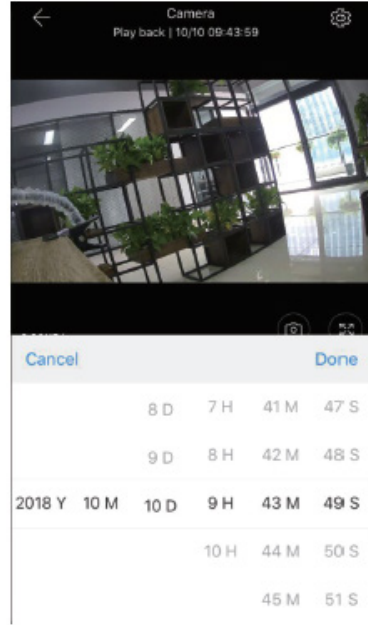 Camera
Play back | 10/10 09:43:59
Cancel Done
8 D 7 H 41 M 47 S
9 D 8 H 42 M 48 S
2018 Y 10 M 10 D 9 H 43 M 49 S
10 H 44 M 50 S
45 M 51 S